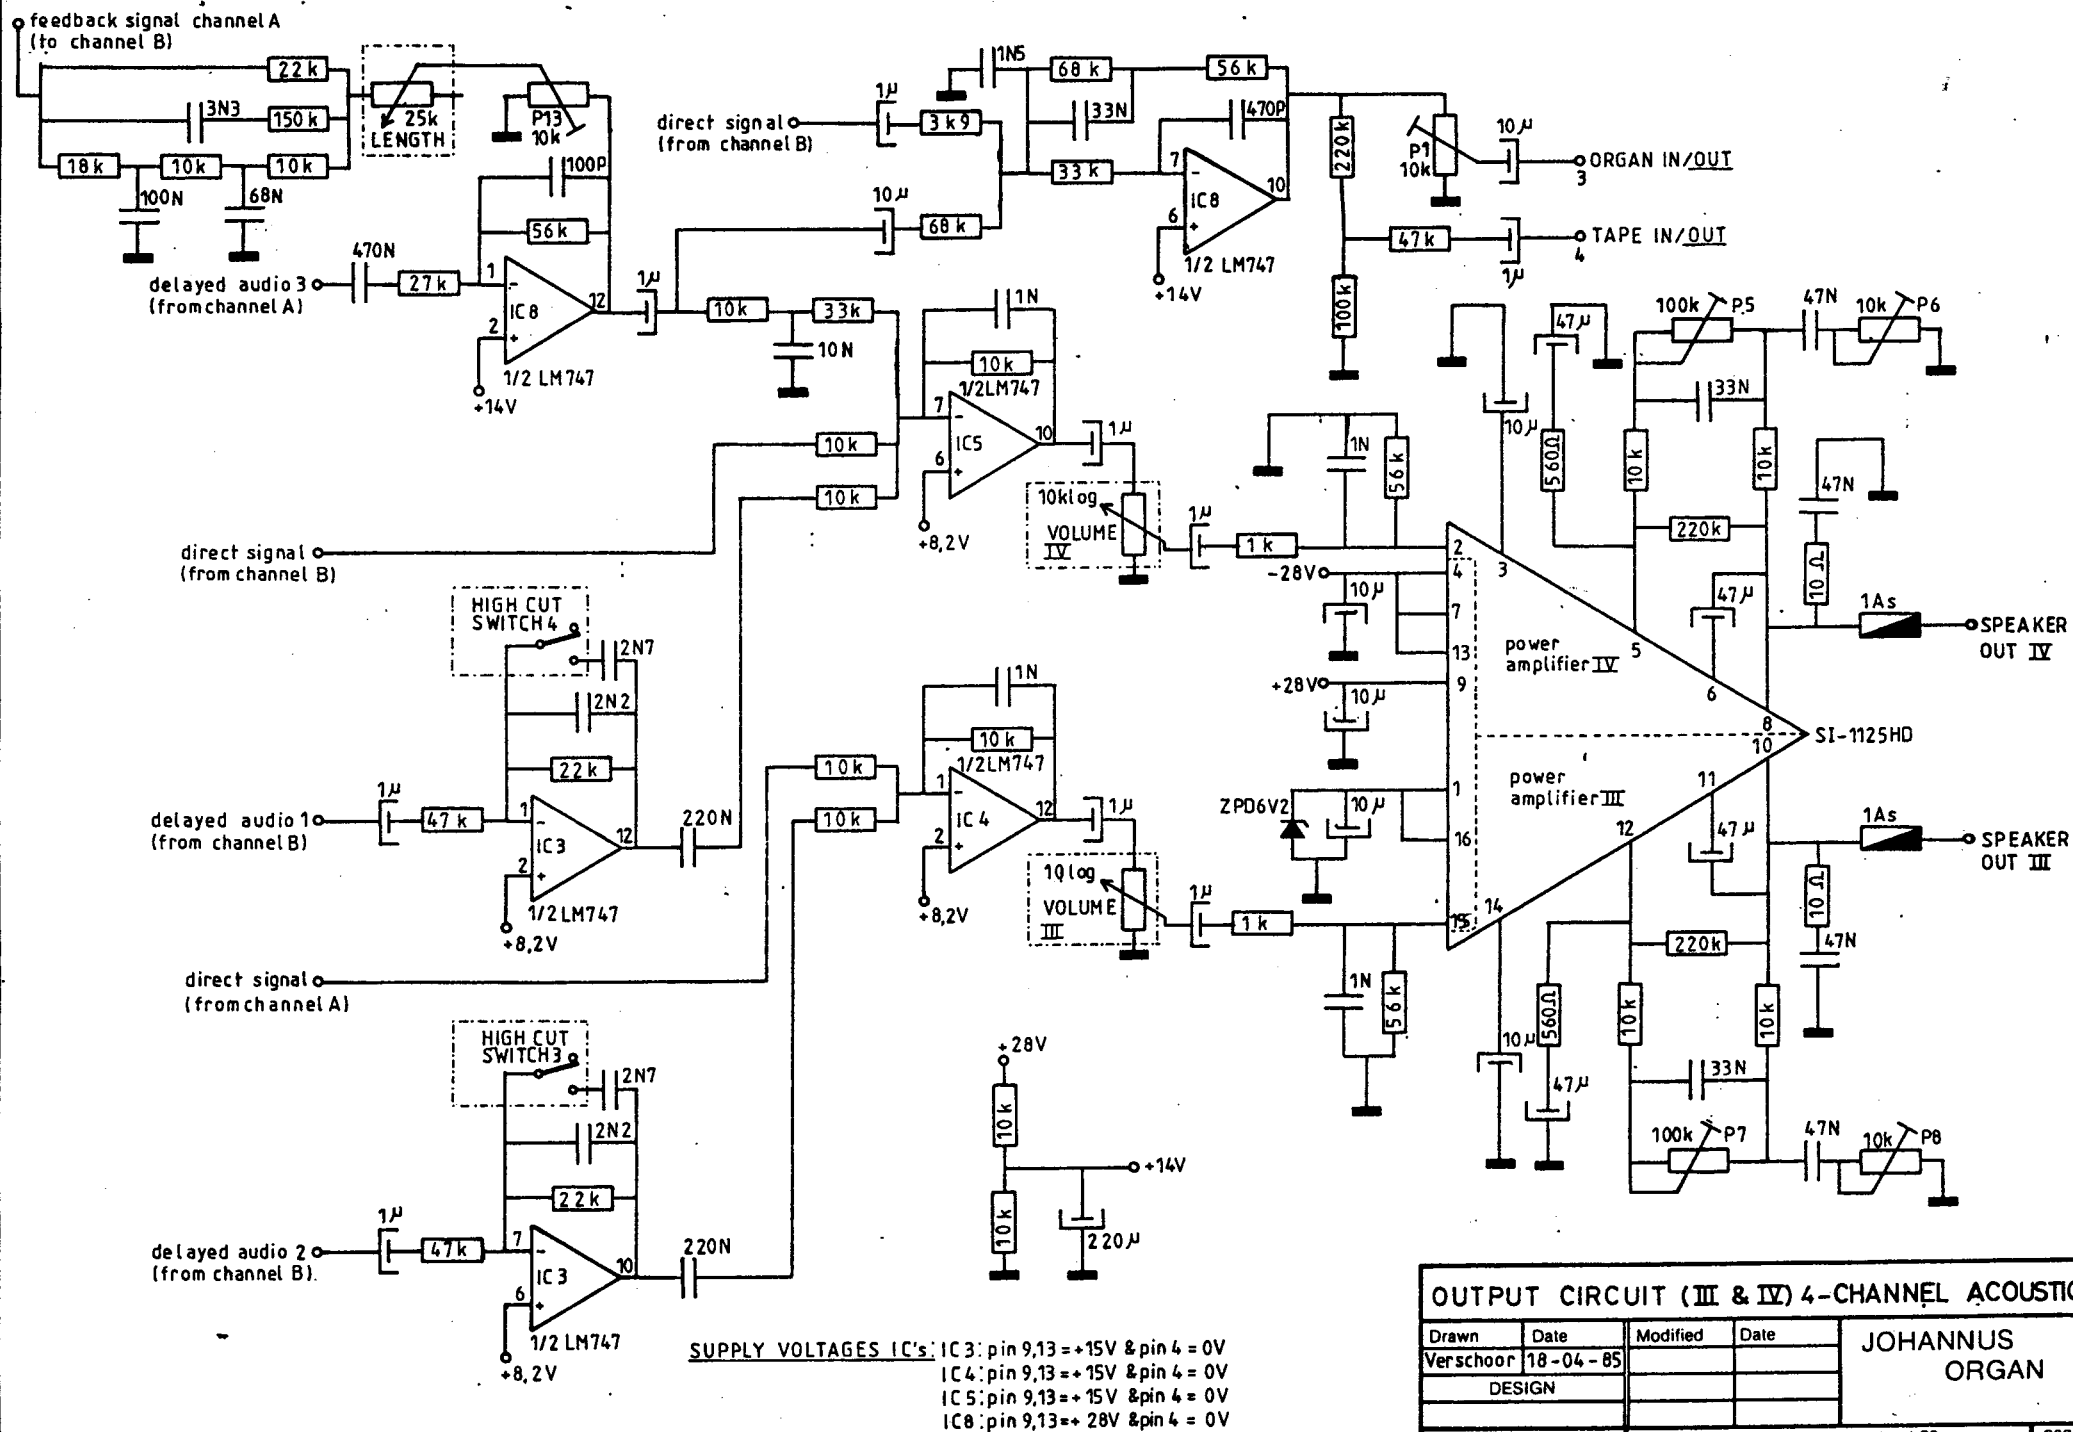 feedback signal channel A
(to channel B)
22k
3N3
150k
18k
10k
10k
100N
68N
25k
LENGTH
P13
10k
100P
56k
470N
delayed audio 3
(from channel A)
27k
1
2
IC8
12
1/2 LM747
+14V
1µ
10µ
68k
direct signal
(from channel B)
1µ
3k9
1N5
68k
56k
33N
470P
33k
7
6
IC8
10
1/2 LM747
+14V
220k
100k
P1
10k
10µ
ORGAN IN/OUT
3
47k
1µ
TAPE IN/OUT
4
10k
33k
10N
1N
10k
1/2LM747
7
6
IC5
10
+8,2V
10k
10k
1µ
10klog
VOLUME
IV
1µ
1k
1N
56k
direct signal
(from channel B)
HIGH CUT
SWITCH4
2N7
2N2
22k
delayed audio 1
(from channel B)
1µ
47k
1
2
IC3
12
1/2LM747
+8,2V
220N
direct signal
(from channel A)
10k
10k
1N
10k
1/2LM747
1
2
IC4
12
+8,2V
1µ
10log
VOLUME
III
1µ
1k
1N
56k
HIGH CUT
SWITCH3
2N7
2N2
22k
delayed audio 2
(from channel B).
1µ
47k
7
6
IC3
10
1/2 LM747
+8,2V
220N
+28V
10k
10k
+14V
220µ
-28V
10µ
+28V
10µ
ZPD6V2
10µ
2
4
7
13
9
1
16
15
3
5
6
8
10
11
12
14
power
amplifier IV
power
amplifier III
SI-1125HD
10µ
47µ
560Ω
100k
P5
33N
10k
10k
220k
47N
10k
P6
47N
10Ω
47µ
1As
SPEAKER
OUT IV
1As
SPEAKER
OUT III
47µ
10Ω
47N
220k
560Ω
10k
10k
10µ
47µ
33N
100k
P7
47N
10k
P8
SUPPLY VOLTAGES IC's: IC3: pin 9,13=+15V & pin 4 = 0V
IC4: pin 9,13=+ 15V & pin 4 = 0V
IC5: pin 9,13=+ 15V & pin 4 = 0V
IC8: pin 9,13=+ 28V & pin 4 = 0V
OUTPUT CIRCUIT (III & IV) 4-CHANNEL
Drawn
Date
Modified
Date
Verschoor
18-04-85
DESIGN
JOHANNUS
ORGAN